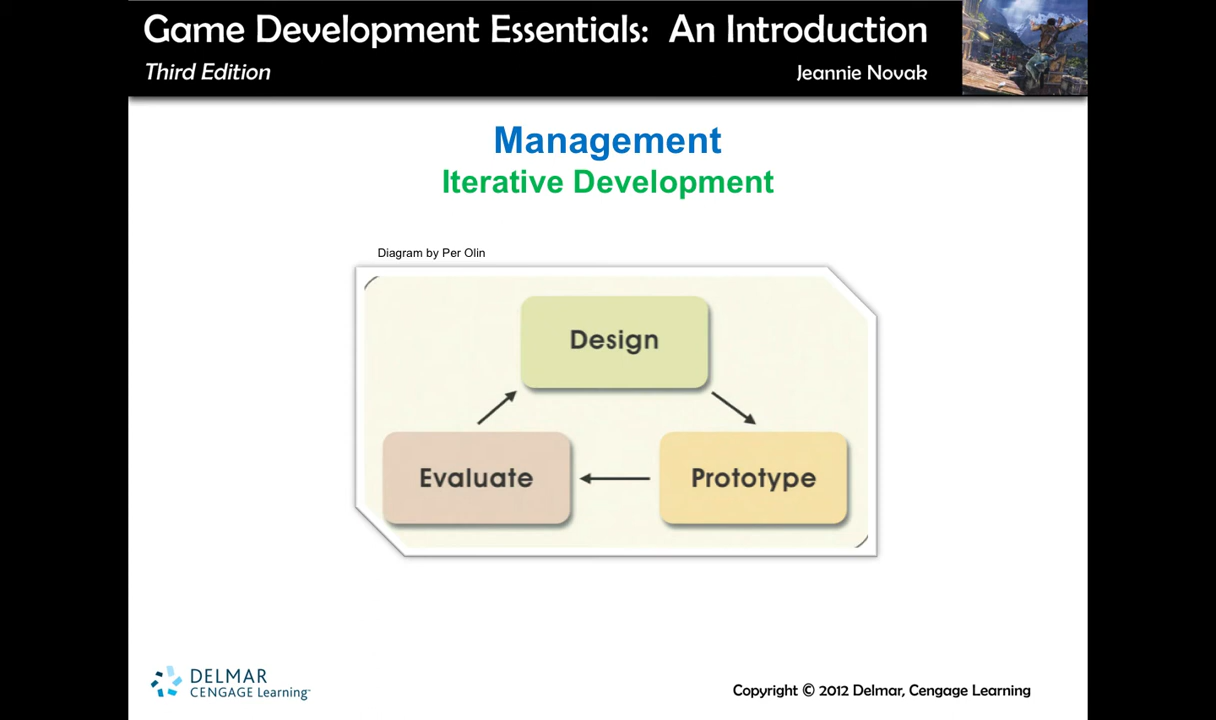 Game Development Essentials: An Introduction
Third Edition
Jeannie Novak
Management
Iterative Development
Diagram by Per Olin
Design
Evaluate
Prototype
DELMAR
CENGAGE Learning™
Copyright © 2012 Delmar, Cengage Learning